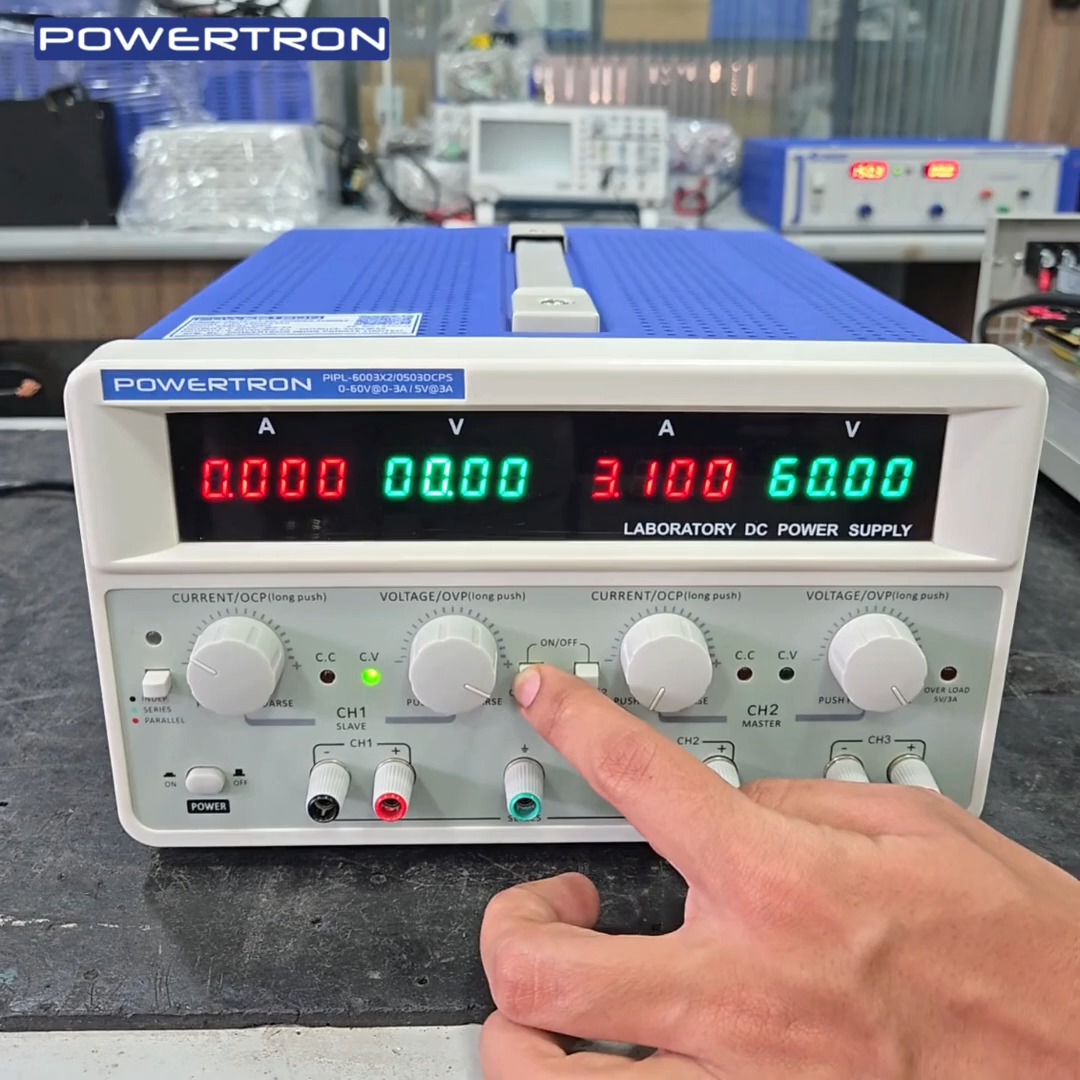 POWERTRON
POWERTRON PIPL-6003X2/0503DCPS
0-60V@0-3A / 5V@3A
A V A V
0.000 00.00 3.100 60.00
LABORATORY DC POWER SUPPLY
CURRENT/OCP(long push) VOLTAGE/OVP(long push) CURRENT/OCP(long push) VOLTAGE/OVP(long push)
ON/OFF
C.C C.V C.C C.V
INDEP
SERIES
PARALLEL
OVER LOAD
5V/3A
CH1
SLAVE
CH2
MASTER
- CH1 + CH2 + - CH3 +
ON OFF
POWER